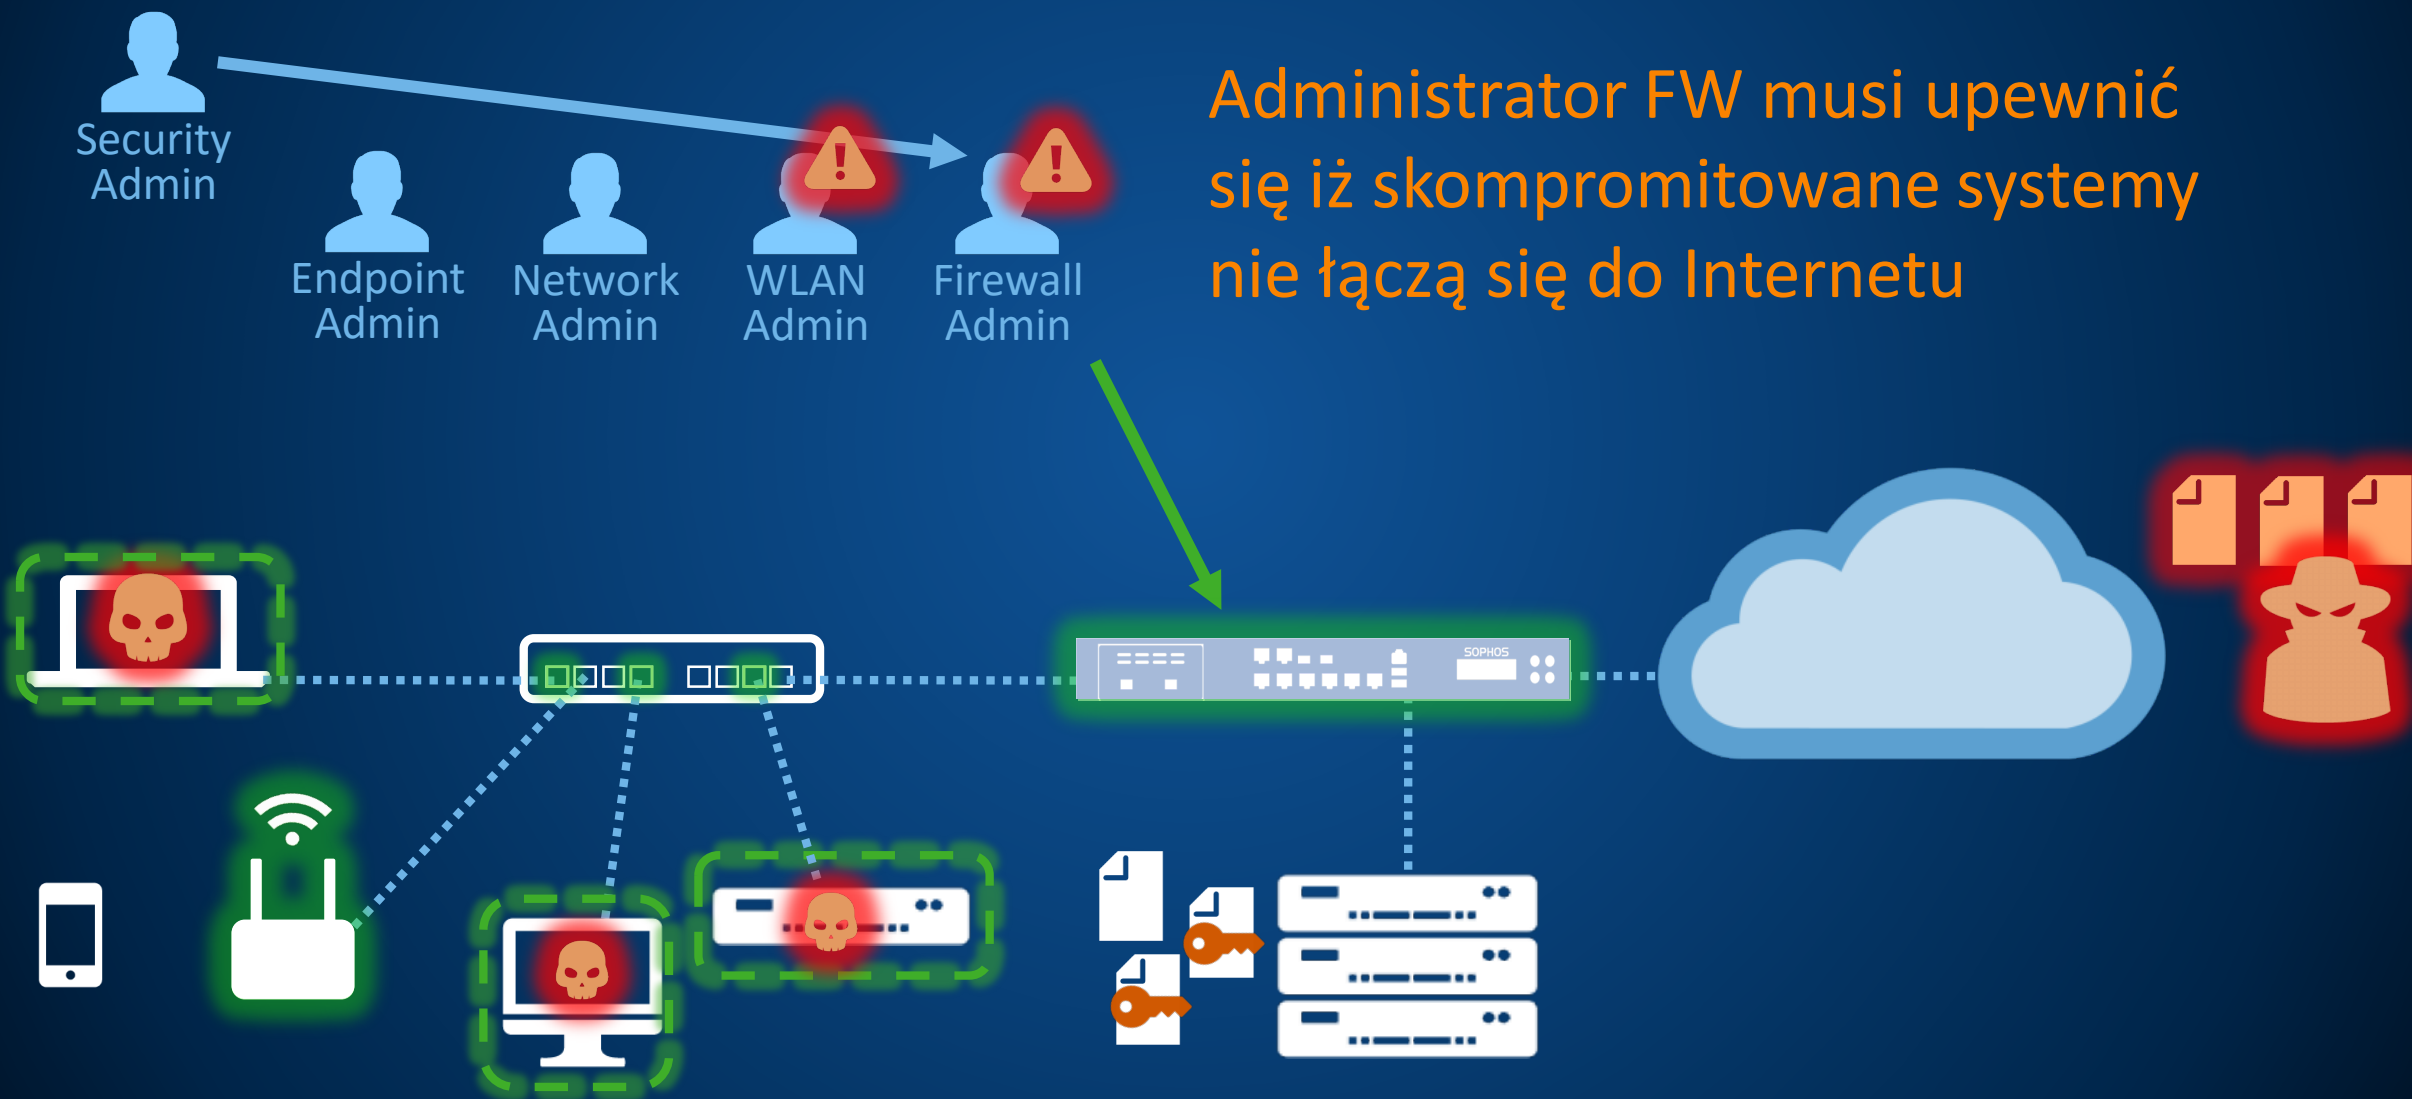 Security
Admin
Endpoint
Admin
Network
Admin
WLAN
Admin
Firewall
Admin
Administrator FW musi upewnić
się iż skompromitowane systemy
nie łączą się do Internetu
SOPHOS